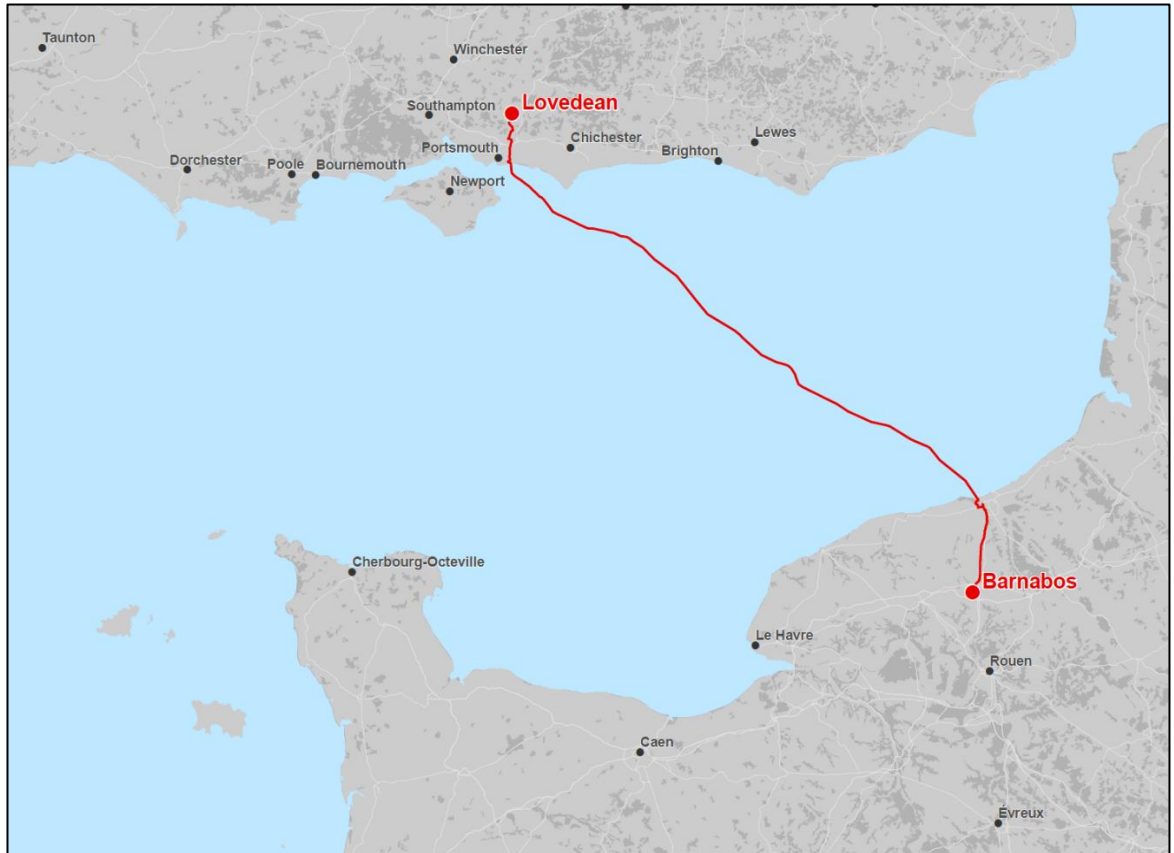 Taunton
Winchester
Southampton
Lovedean
Portsmouth
Chichester
Lewes
Brighton
Dorchester
Poole
Bournemouth
Newport
Cherbourg-Octeville
Barnabos
Le Havre
Rouen
Caen
Évreux